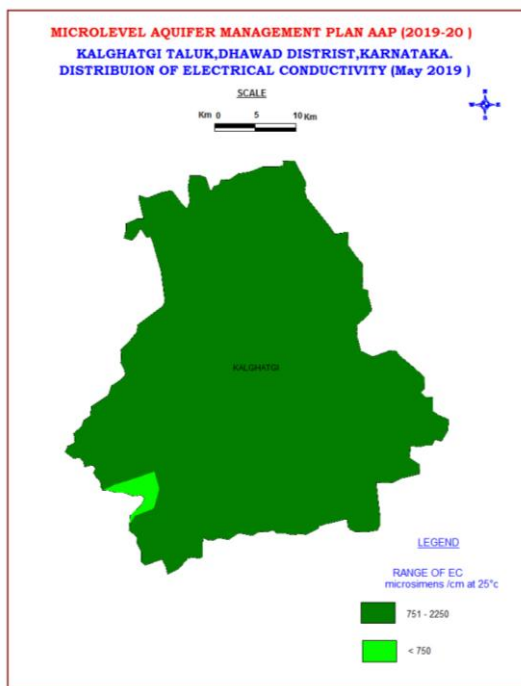 MICROLEVEL AQUIFER MANAGEMENT PLAN AAP (2019-20 )
KALGHATGI TALUK,DHAWAD DISTRIST,KARNATAKA.
DISTRIBUION OF ELECTRICAL CONDUCTIVITY (May 2019 )
SCALE
Km 0 5 10 Km
N
W E
S
KALGHATGI
LEGEND
RANGE OF EC
microsimens /cm at 25°c
751 - 2250
< 750